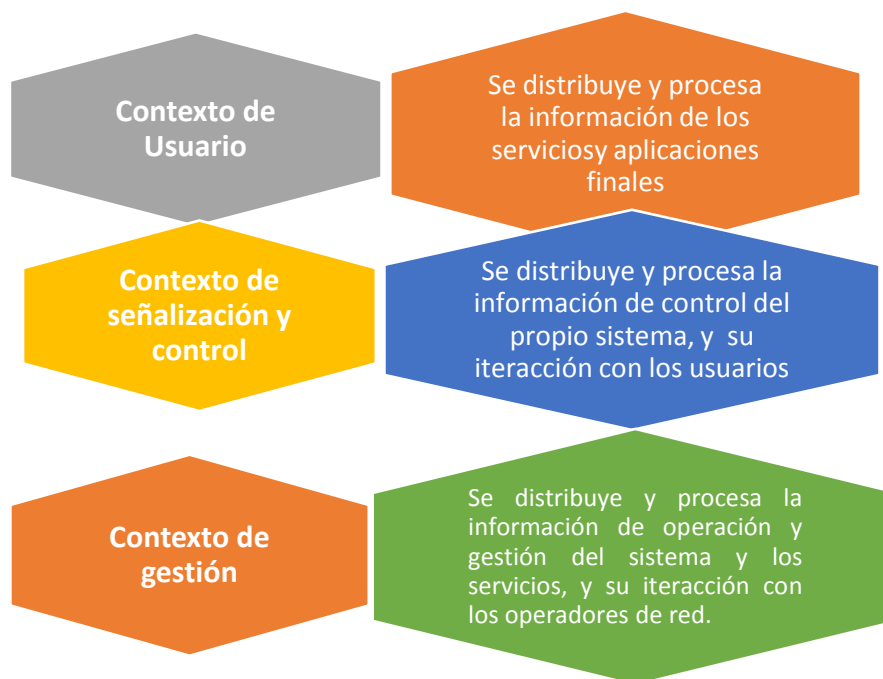 Contexto de
Usuario
Se distribuye y procesa
la información de los
serviciosy aplicaciones
finales
Contexto de
señalización y
control
Se distribuye y procesa la
información de control del
propio sistema, y su
iteracción con los usuarios
Contexto de
gestión
Se distribuye y procesa la
información de operación y
gestión del sistema y los
servicios, y su iteracción con
los operadores de red.